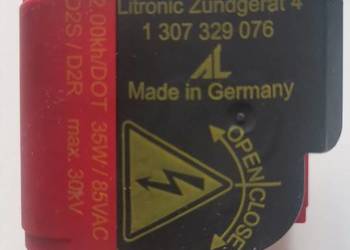 Litronic Zündgerät 4
1 307 329 076
AL
Made in Germany
OPEN
CLOSE
2.00kh/DOT 35W / 85VAC
D2S / D2R max. 30kV